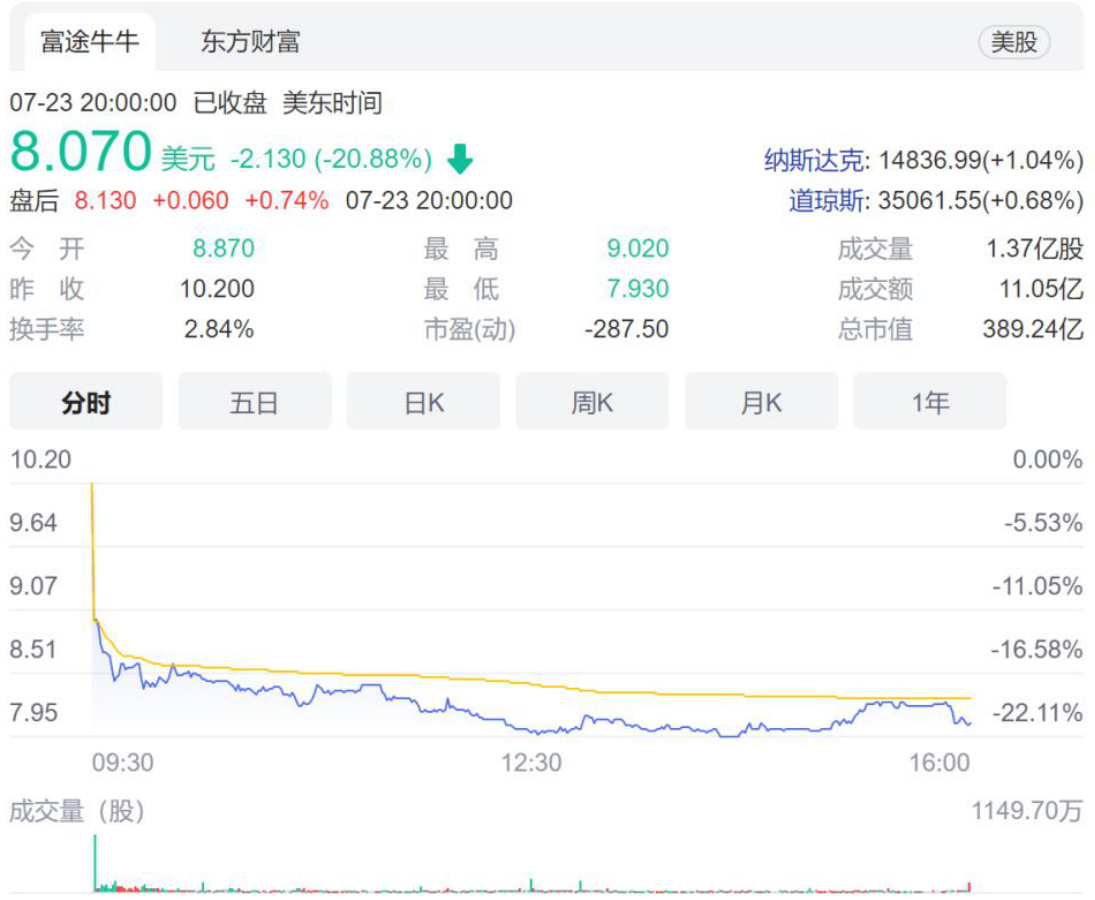 富途牛牛 东方财富 美股
07-23 20:00:00 已收盘 美东时间
8.070 美元 -2.130 (-20.88%) 纳斯达克: 14836.99(+1.04%)
盘后 8.130 +0.060 +0.74% 07-23 20:00:00 道琼斯: 35061.55(+0.68%)
今 开 8.870 最 高 9.020 成交量 1.37亿股
昨 收 10.200 最 低 7.930 成交额 11.05亿
换手率 2.84% 市盈(动) -287.50 总市值 389.24亿
分时 五日 日K 周K 月K 1年
10.20 0.00%
9.64 -5.53%
9.07 -11.05%
8.51 -16.58%
7.95 -22.11%
09:30 12:30 16:00
成交量（股） 1149.70万